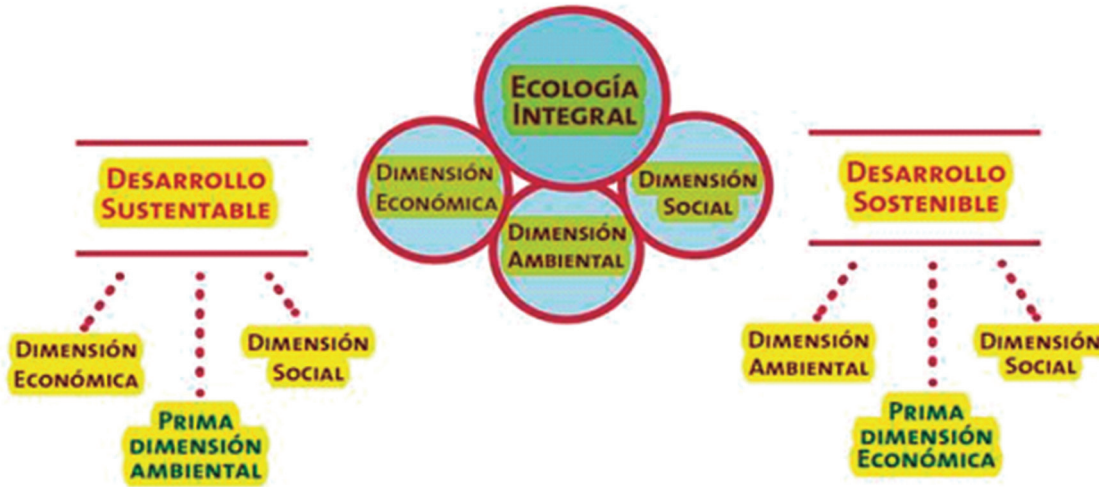 DESARROLLO
SUSTENTABLE
DIMENSIÓN
ECONÓMICA
PRIMA
DIMENSIÓN
AMBIENTAL
DIMENSIÓN
SOCIAL
ECOLOGÍA
INTEGRAL
DIMENSIÓN
ECONÓMICA
DIMENSIÓN
AMBIENTAL
DIMENSIÓN
SOCIAL
DESARROLLO
SOSTENIBLE
DIMENSIÓN
AMBIENTAL
PRIMA
DIMENSIÓN
ECONÓMICA
DIMENSIÓN
SOCIAL